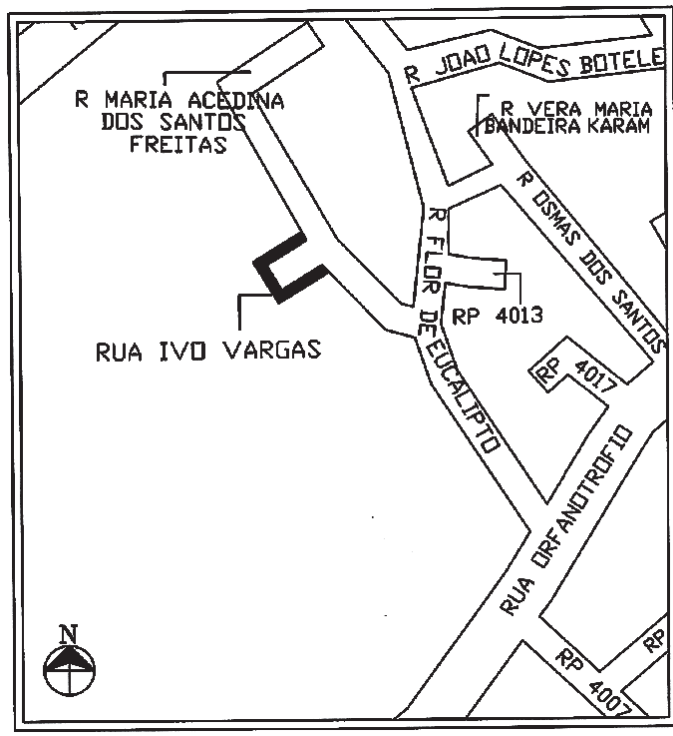 R JOAO LOPES BOTELE
R MARIA ACEDINA
DOS SANTOS
FREITAS
R VERA MARIA
BANDEIRA KARAM
R OSMAS DOS SANTOS
R FLOR DE EUCALIPTO
RP 4013
RUA IVO VARGAS
RP 4017
RUA ORFANOTROFIO
N
RP 4007
RP